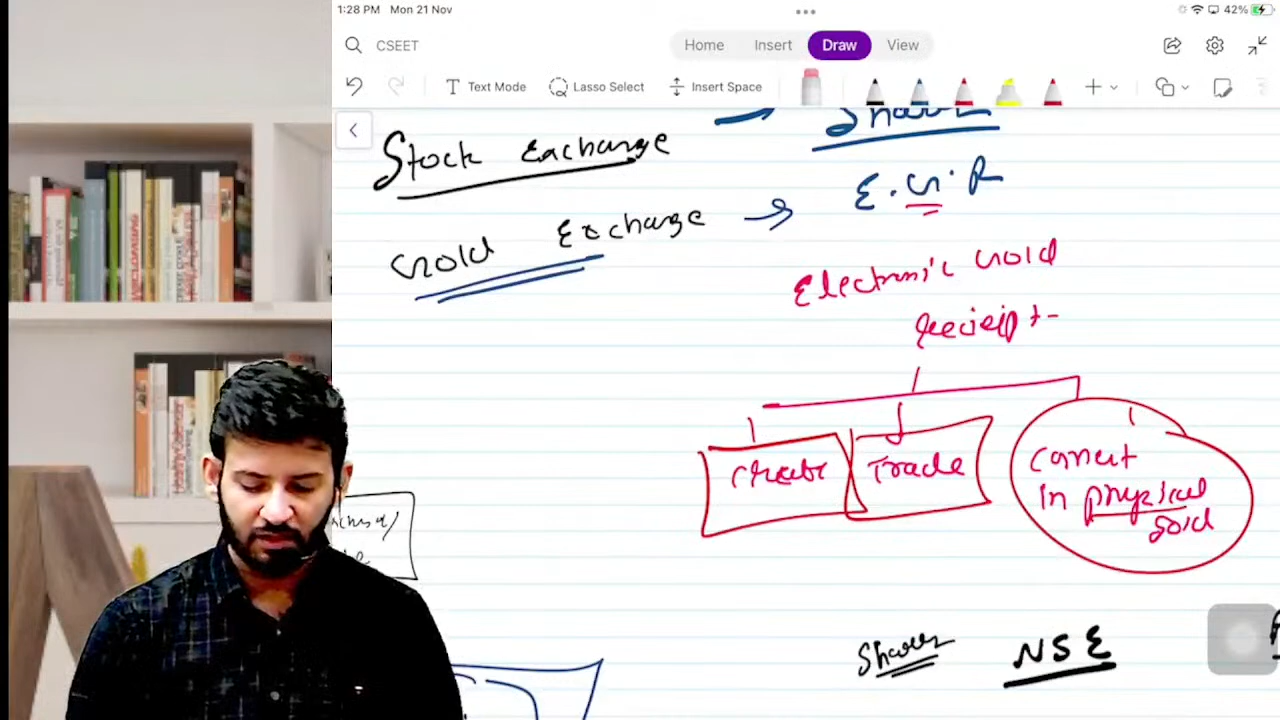 1:28 PM Mon 21 Nov
42%
CSEET
Home Insert Draw View
Text Mode Lasso Select Insert Space
Shares
Stock Exchange
E.G.R
Gold Exchange
Electronic Gold
Receipt
Create Trade Convert
in physical
gold
Shares NSE